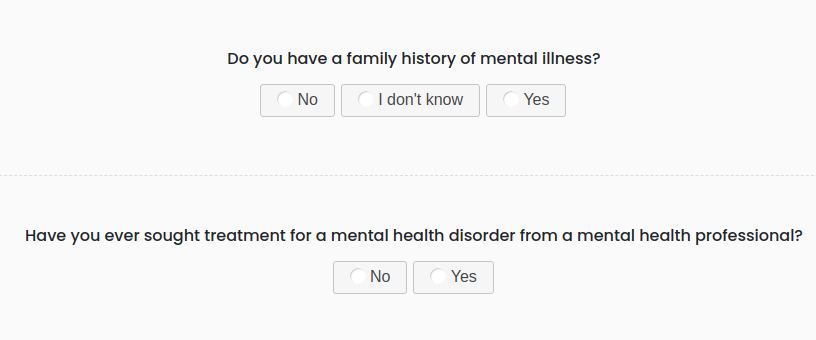 Do you have a family history of mental illness?
No I don't know Yes
Have you ever sought treatment for a mental health disorder from a mental health professional?
No Yes